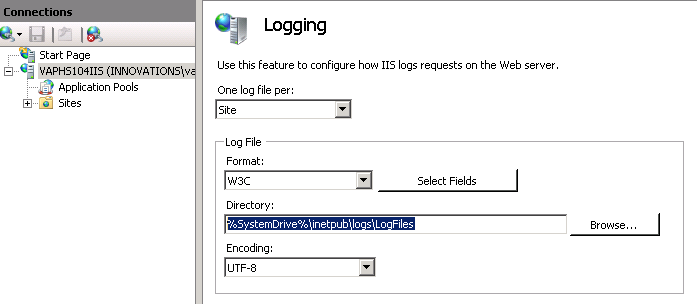 Connections
Start Page
VAPHS104IIS (INNOVATIONS\va
Application Pools
Sites
Logging
Use this feature to configure how IIS logs requests on the Web server.
One log file per:
Site
Log File
Format:
W3C
Select Fields
Directory:
%SystemDrive%\inetpub\logs\LogFiles
Browse...
Encoding:
UTF-8